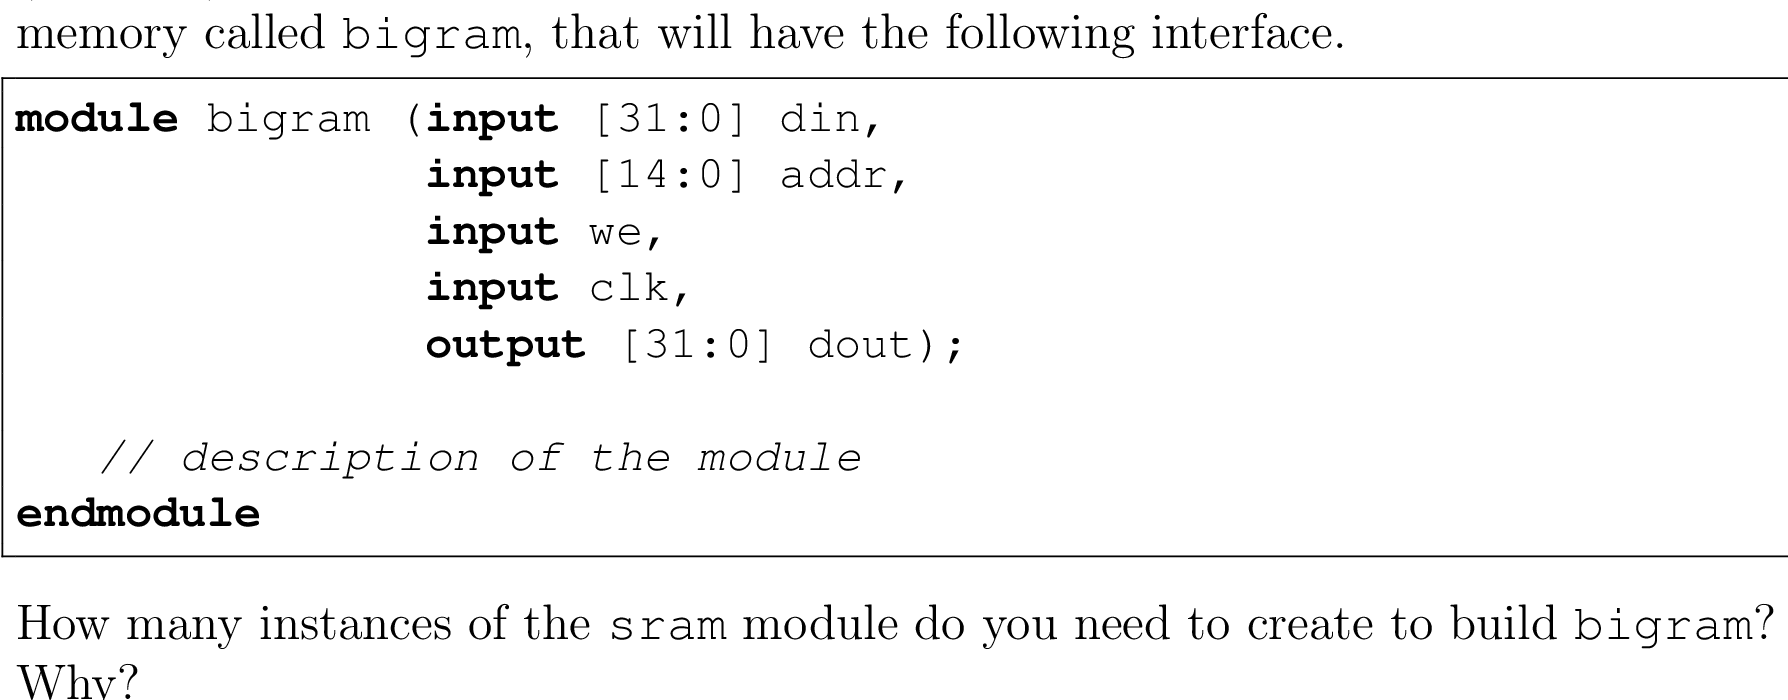 memory called bigram, that will have the following interface.
module bigram (input [31:0] din,
input [14:0] addr,
input we,
input clk,
output [31:0] dout);
// description of the module
endmodule
How many instances of the sram module do you need to create to build bigram?
Why?